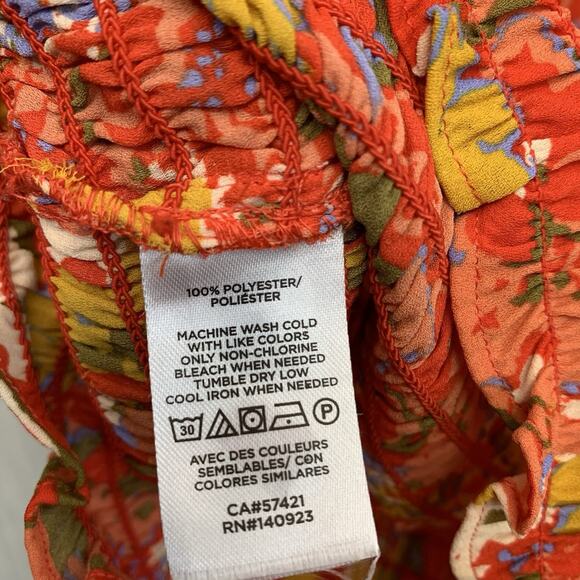 100% POLYESTER/
POLIÉSTER
MACHINE WASH COLD
WITH LIKE COLORS
ONLY NON-CHLORINE
BLEACH WHEN NEEDED
TUMBLE DRY LOW
COOL IRON WHEN NEEDED
30 P
AVEC DES COULEURS
SEMBLABLES/ CON
COLORES SIMILARES
CA#57421
RN#140923